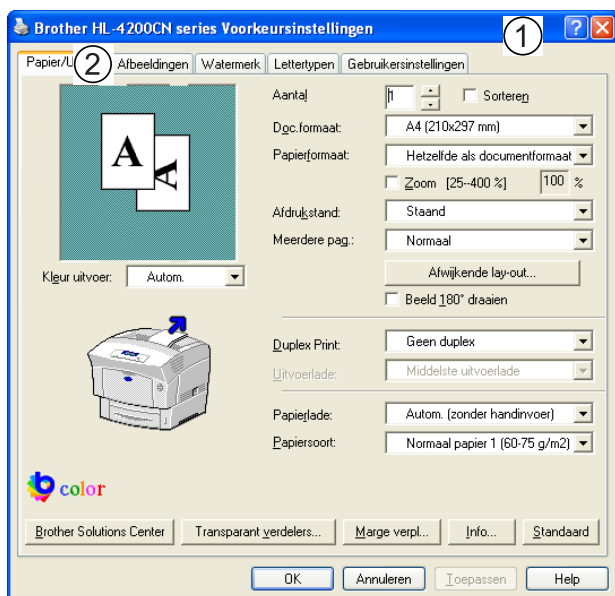 Brother HL-4200CN series Voorkeursinstellingen
1
Papier/U
2
Afbeeldingen
Watermerk
Lettertypen
Gebruikersinstellingen
A
A
Aantal
1
Sorteren
Doc.formaat:
A4 (210x297 mm)
Papierformaat:
Hetzelfde als documentformaat
Zoom [25--400 %]
100 %
Afdrukstand:
Staand
Meerdere pag.:
Normaal
Kleur uitvoer:
Autom.
Afwijkende lay-out...
Beeld 180° draaien
Duplex Print:
Geen duplex
Uitvoerlade:
Middelste uitvoerlade
Papierlade:
Autom. (zonder handinvoer)
Papiersoort:
Normaal papier 1 (60-75 g/m2)
color
Brother Solutions Center
Transparant verdelers...
Marge verpl...
Info...
Standaard
OK
Annuleren
Toepassen
Help